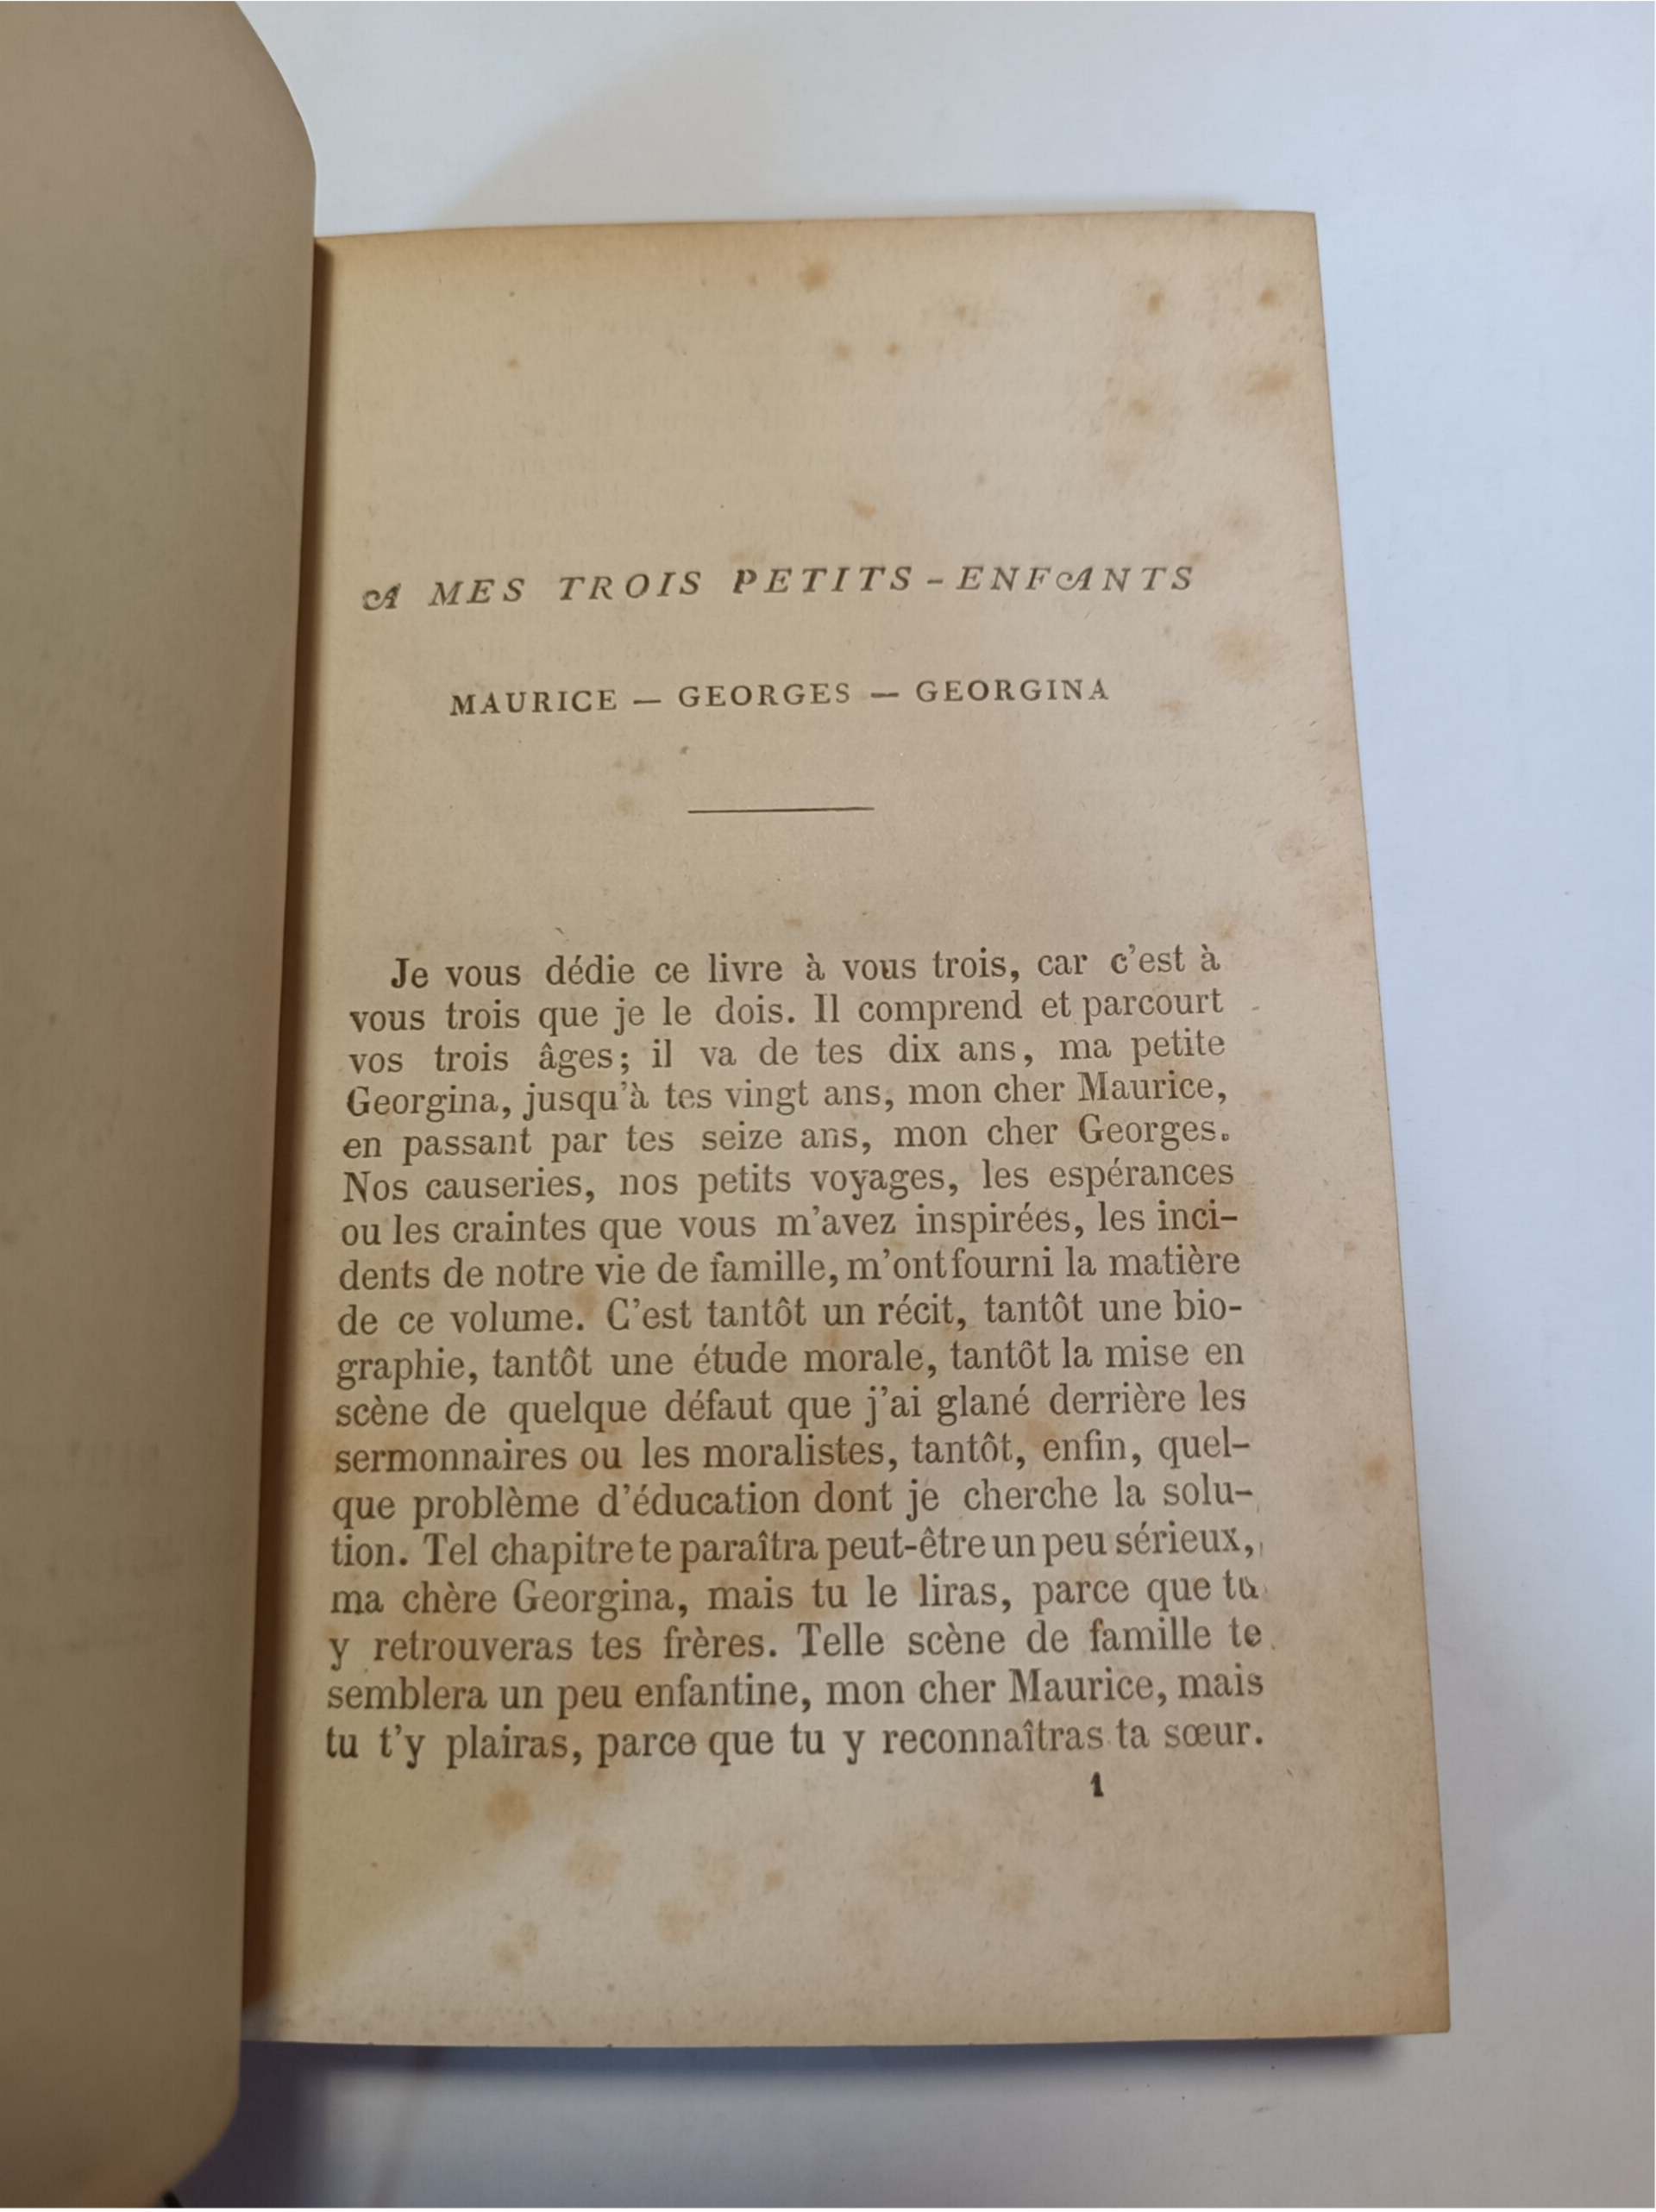 A MES TROIS PETITS-ENFANTS
MAURICE — GEORGES — GEORGINA
Je vous dédie ce livre à vous trois, car c'est à
vous trois que je le dois. Il comprend et parcourt
vos trois âges; il va de tes dix ans, ma petite
Georgina, jusqu'à tes vingt ans, mon cher Maurice,
en passant par tes seize ans, mon cher Georges.
Nos causeries, nos petits voyages, les espérances
ou les craintes que vous m'avez inspirées, les inci-
dents de notre vie de famille, m'ont fourni la matière
de ce volume. C'est tantôt un récit, tantôt une bio-
graphie, tantôt une étude morale, tantôt la mise en
scène de quelque défaut que j'ai glané derrière les
sermonnaires ou les moralistes, tantôt, enfin, quel-
que problème d'éducation dont je cherche la solu-
tion. Tel chapitre te paraîtra peut-être un peu sérieux,
ma chère Georgina, mais tu le liras, parce que tu
y retrouveras tes frères. Telle scène de famille te
semblera un peu enfantine, mon cher Maurice, mais
tu t'y plairas, parce que tu y reconnaîtras ta sœur.
1